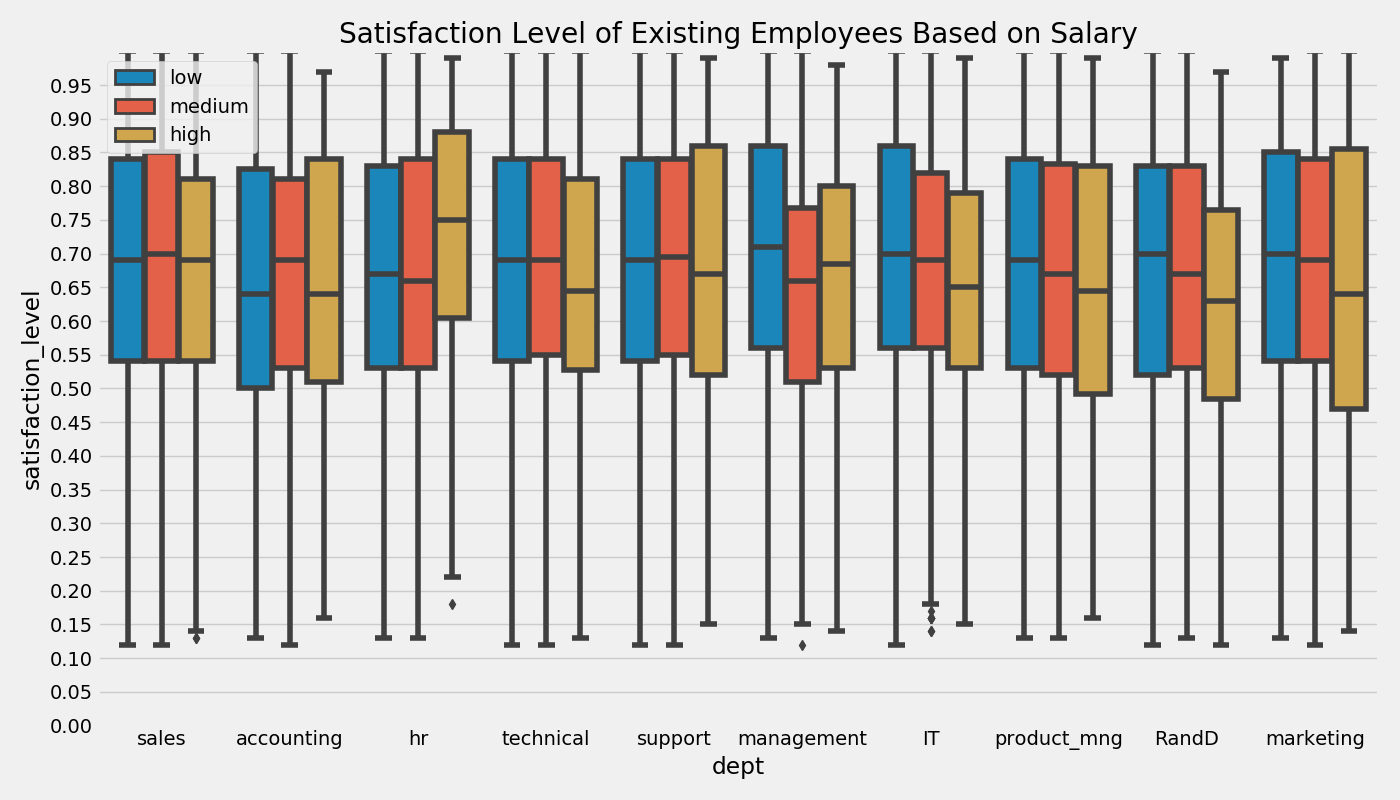 Satisfaction Level of Existing Employees Based on Salary
low
medium
high
satisfaction_level
0.95
0.90
0.85
0.80
0.75
0.70
0.65
0.60
0.55
0.50
0.45
0.40
0.35
0.30
0.25
0.20
0.15
0.10
0.05
0.00
sales accounting hr technical support management IT product_mng RandD marketing
dept